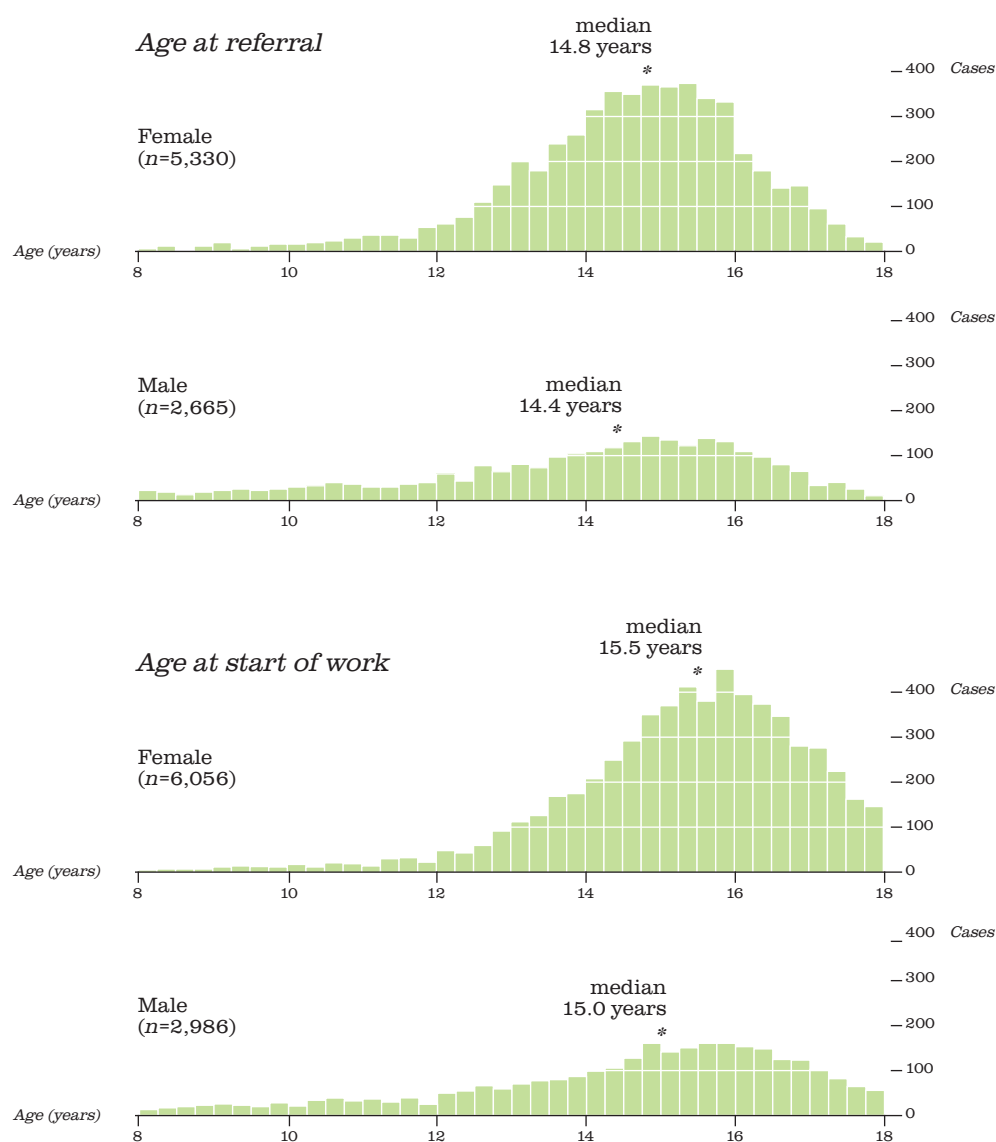 Age at referral
median
14.8 years
*
400 Cases
300
200
100
0
Female
(n=5,330)
Age (years)
8 10 12 14 16 18
400 Cases
300
200
100
0
Male
(n=2,665)
median
14.4 years
*
Age (years)
8 10 12 14 16 18
Age at start of work
median
15.5 years
*
400 Cases
300
200
100
0
Female
(n=6,056)
Age (years)
8 10 12 14 16 18
400 Cases
300
200
100
0
Male
(n=2,986)
median
15.0 years
*
Age (years)
8 10 12 14 16 18